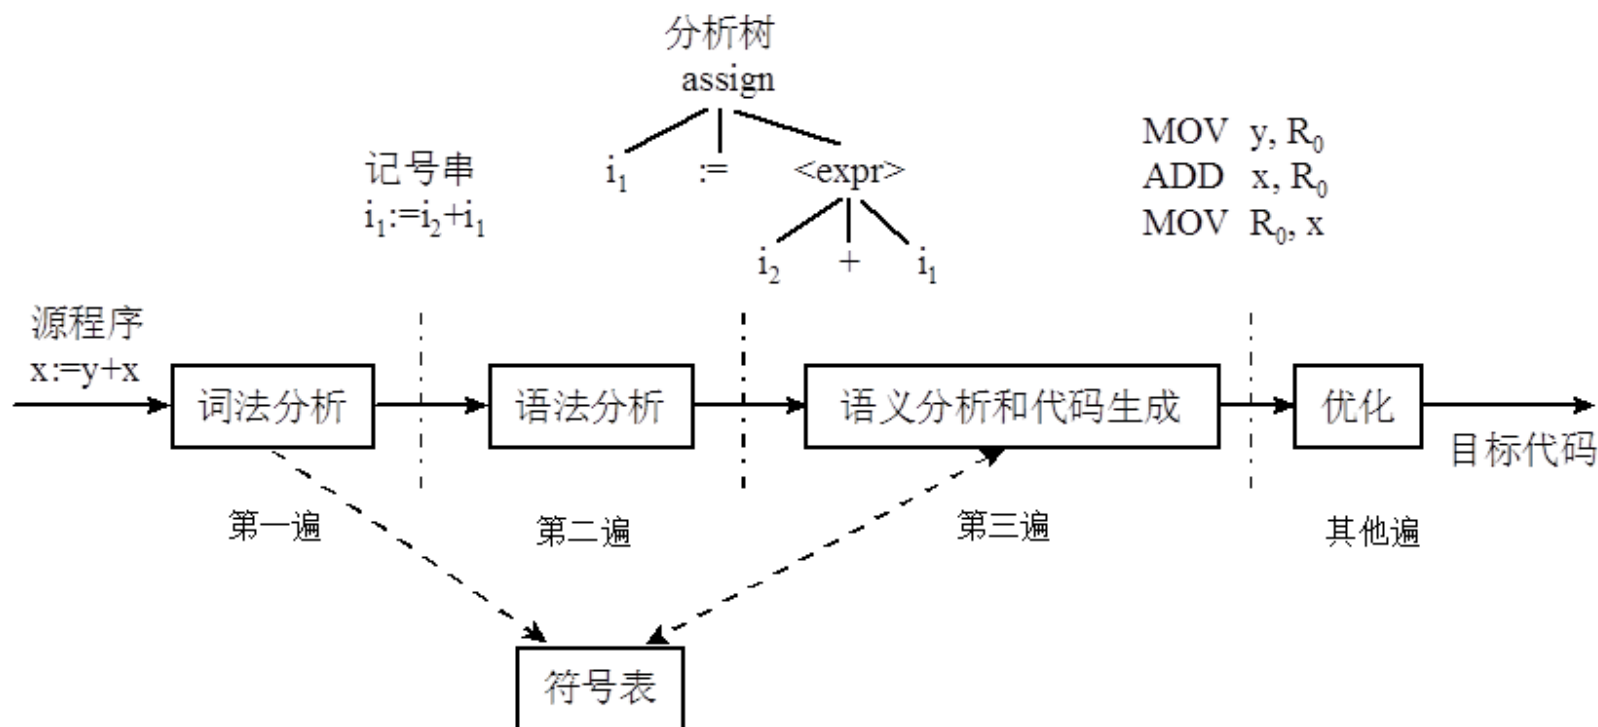 分析树
assign
i₁ := <expr>
i₂ + i₁
记号串
i₁:=i₂+i₁
MOV y, R₀
ADD x, R₀
MOV R₀, x
源程序
x:=y+x
词法分析
语法分析
语义分析和代码生成
优化
目标代码
第一遍
第二遍
第三遍
其他遍
符号表